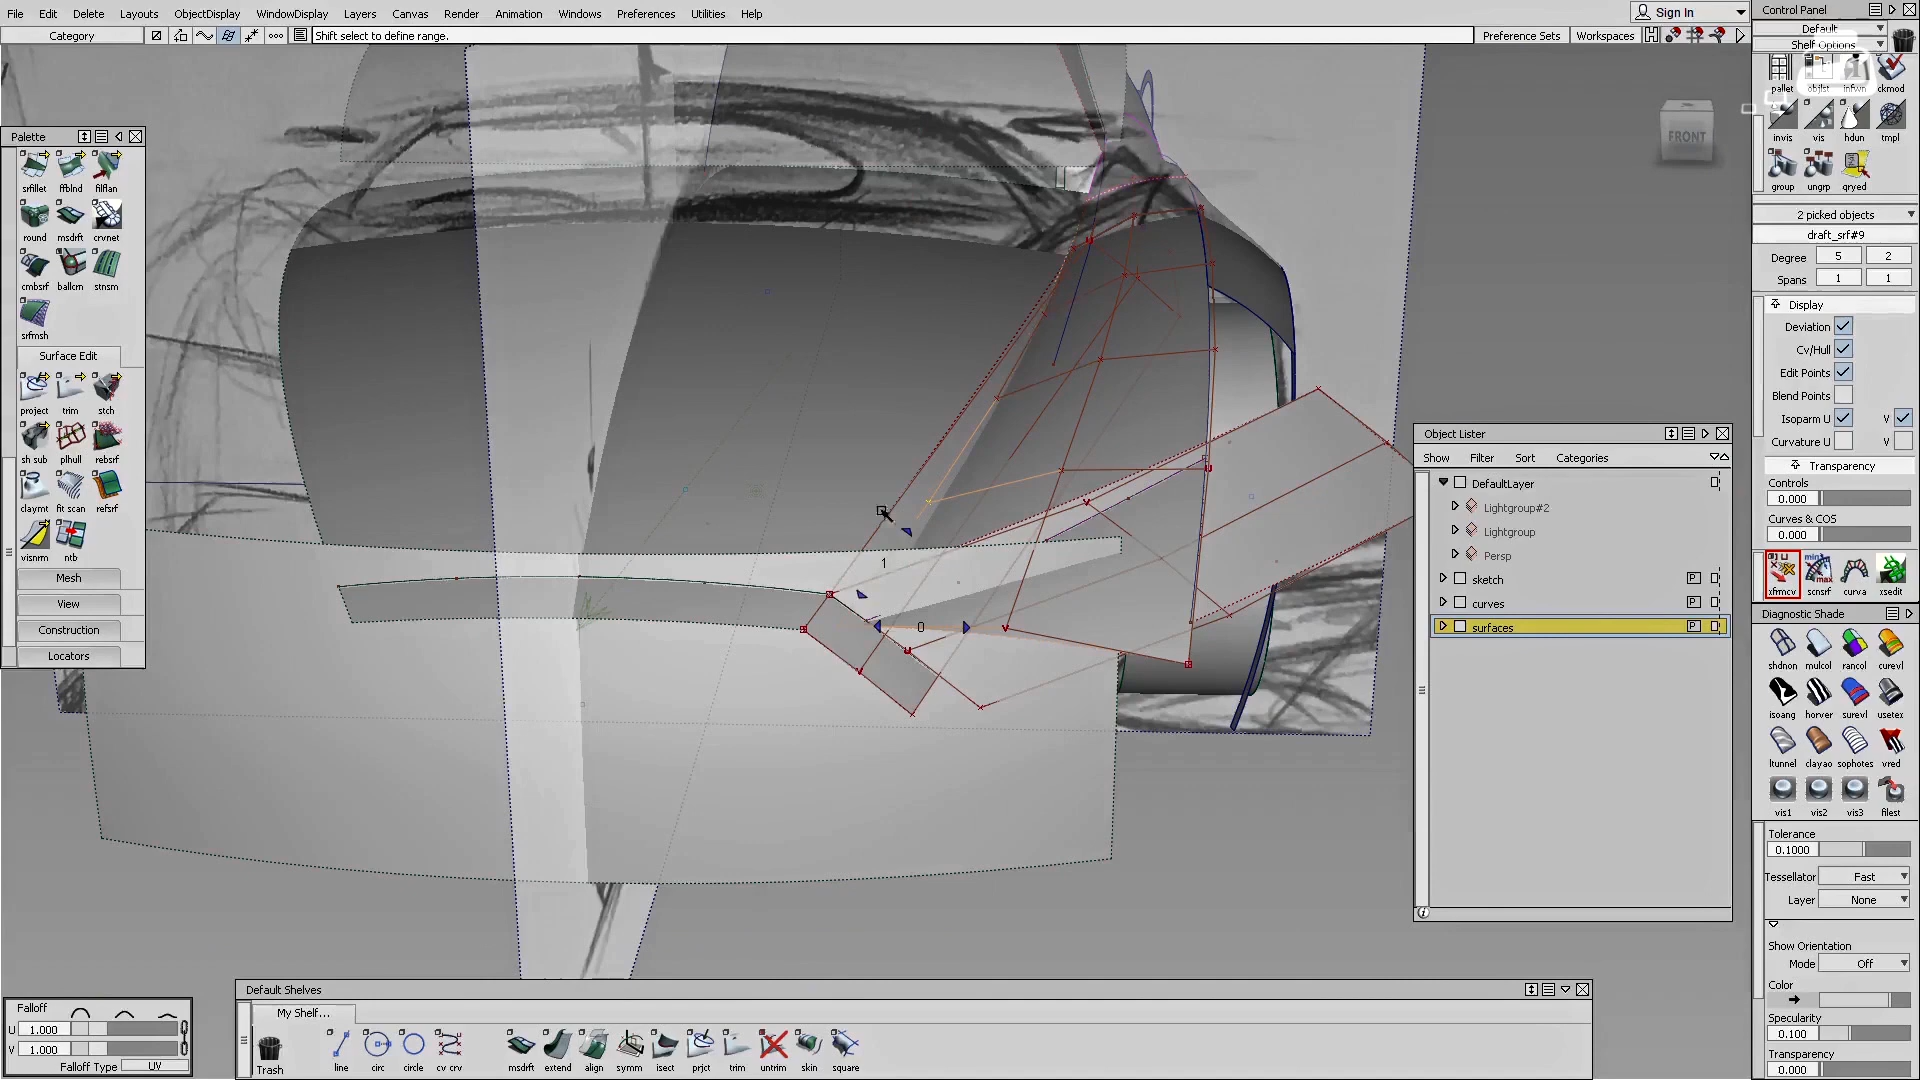 File Edit Delete Layouts ObjectDisplay WindowDisplay Layers Canvas Render Animation Windows Preferences Utilities Help
Sign In
Category
Shift select to define range.
Preference Sets
Workspaces
Control Panel
Default
Shelf Options
pallet objlst infwn ckmod
invis vis hdun tmpl
group ungrp qryed
2 picked objects
draft_srf#9
Degree 5 2
Spans 1 1
Display
Deviation
Cv/Hull
Edit Points
Blend Points
Isoparm U V
Curvature U V
Transparency
Controls
0.000
Curves & COS
0.000
xfrmcv scnsrf curva xsedit
Diagnostic Shade
shdnon mulcol rancol curevl
isoang horver surevl usetex
ltunnel clayao sophotes vred
vis1 vis2 vis3 filest
Tolerance
0.1000
Tessellator Fast
Layer None
Show Orientation
Mode Off
Color
Specularity
0.100
Transparency
0.000
Palette
srfillet ffblnd filflan
round msdrft crvnet
cmbsrf ballcrn stnsm
srfmsh
Surface Edit
project trim stch
sh sub plhull rebsrf
claymt fit scan refsrf
visnrm ntb
Mesh
View
Construction
Locators
FRONT
1
0
Object Lister
Show Filter Sort Categories
DefaultLayer
Lightgroup#2
Lightgroup
Persp
sketch P
curves P
surfaces P
Falloff
U 1.000
V 1.000
Falloff Type UV
Default Shelves
My Shelf...
Trash
line circ circle cv crv msdrft extend align symm isect prjct trim untrim skin square